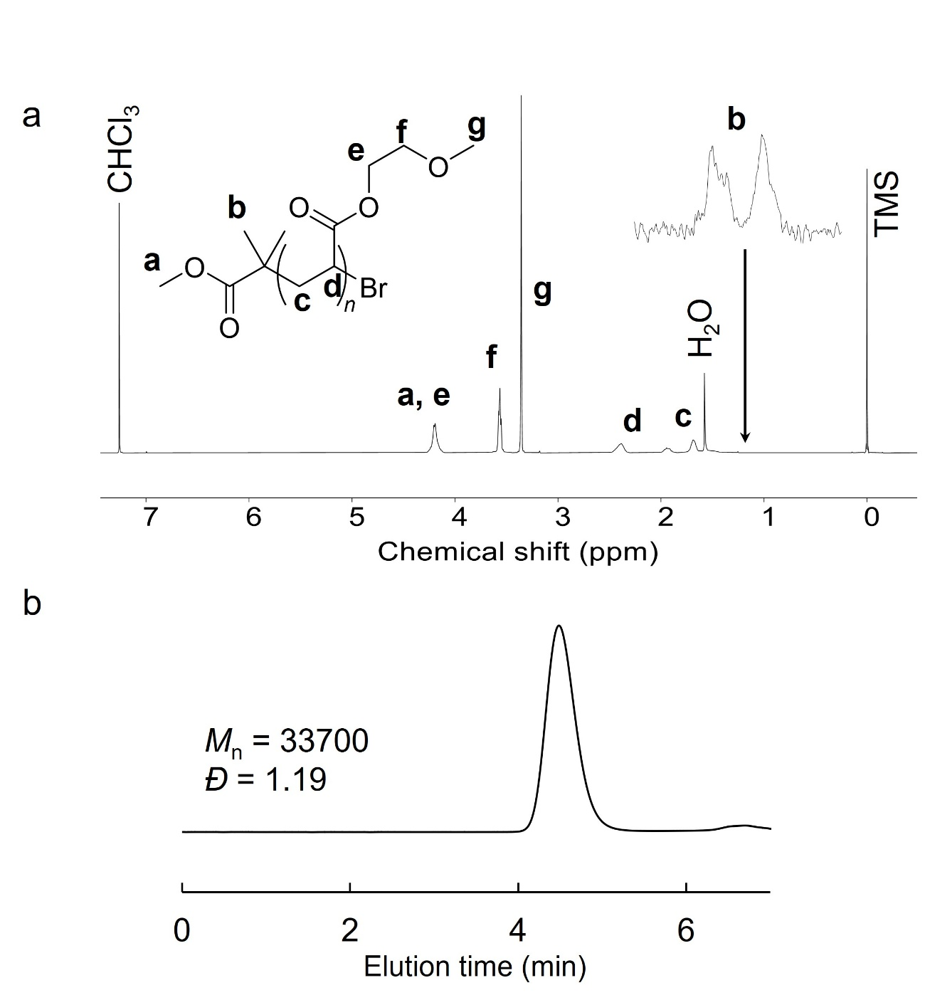 a
CHCl3
b
f
g
e
O
O
O
b
a
O
O
c
d
n
Br
a, e
f
g
d
c
H2O
b
TMS
7 6 5 4 3 2 1 0
Chemical shift (ppm)
b
Mn = 33700
Đ = 1.19
0 2 4 6
Elution time (min)